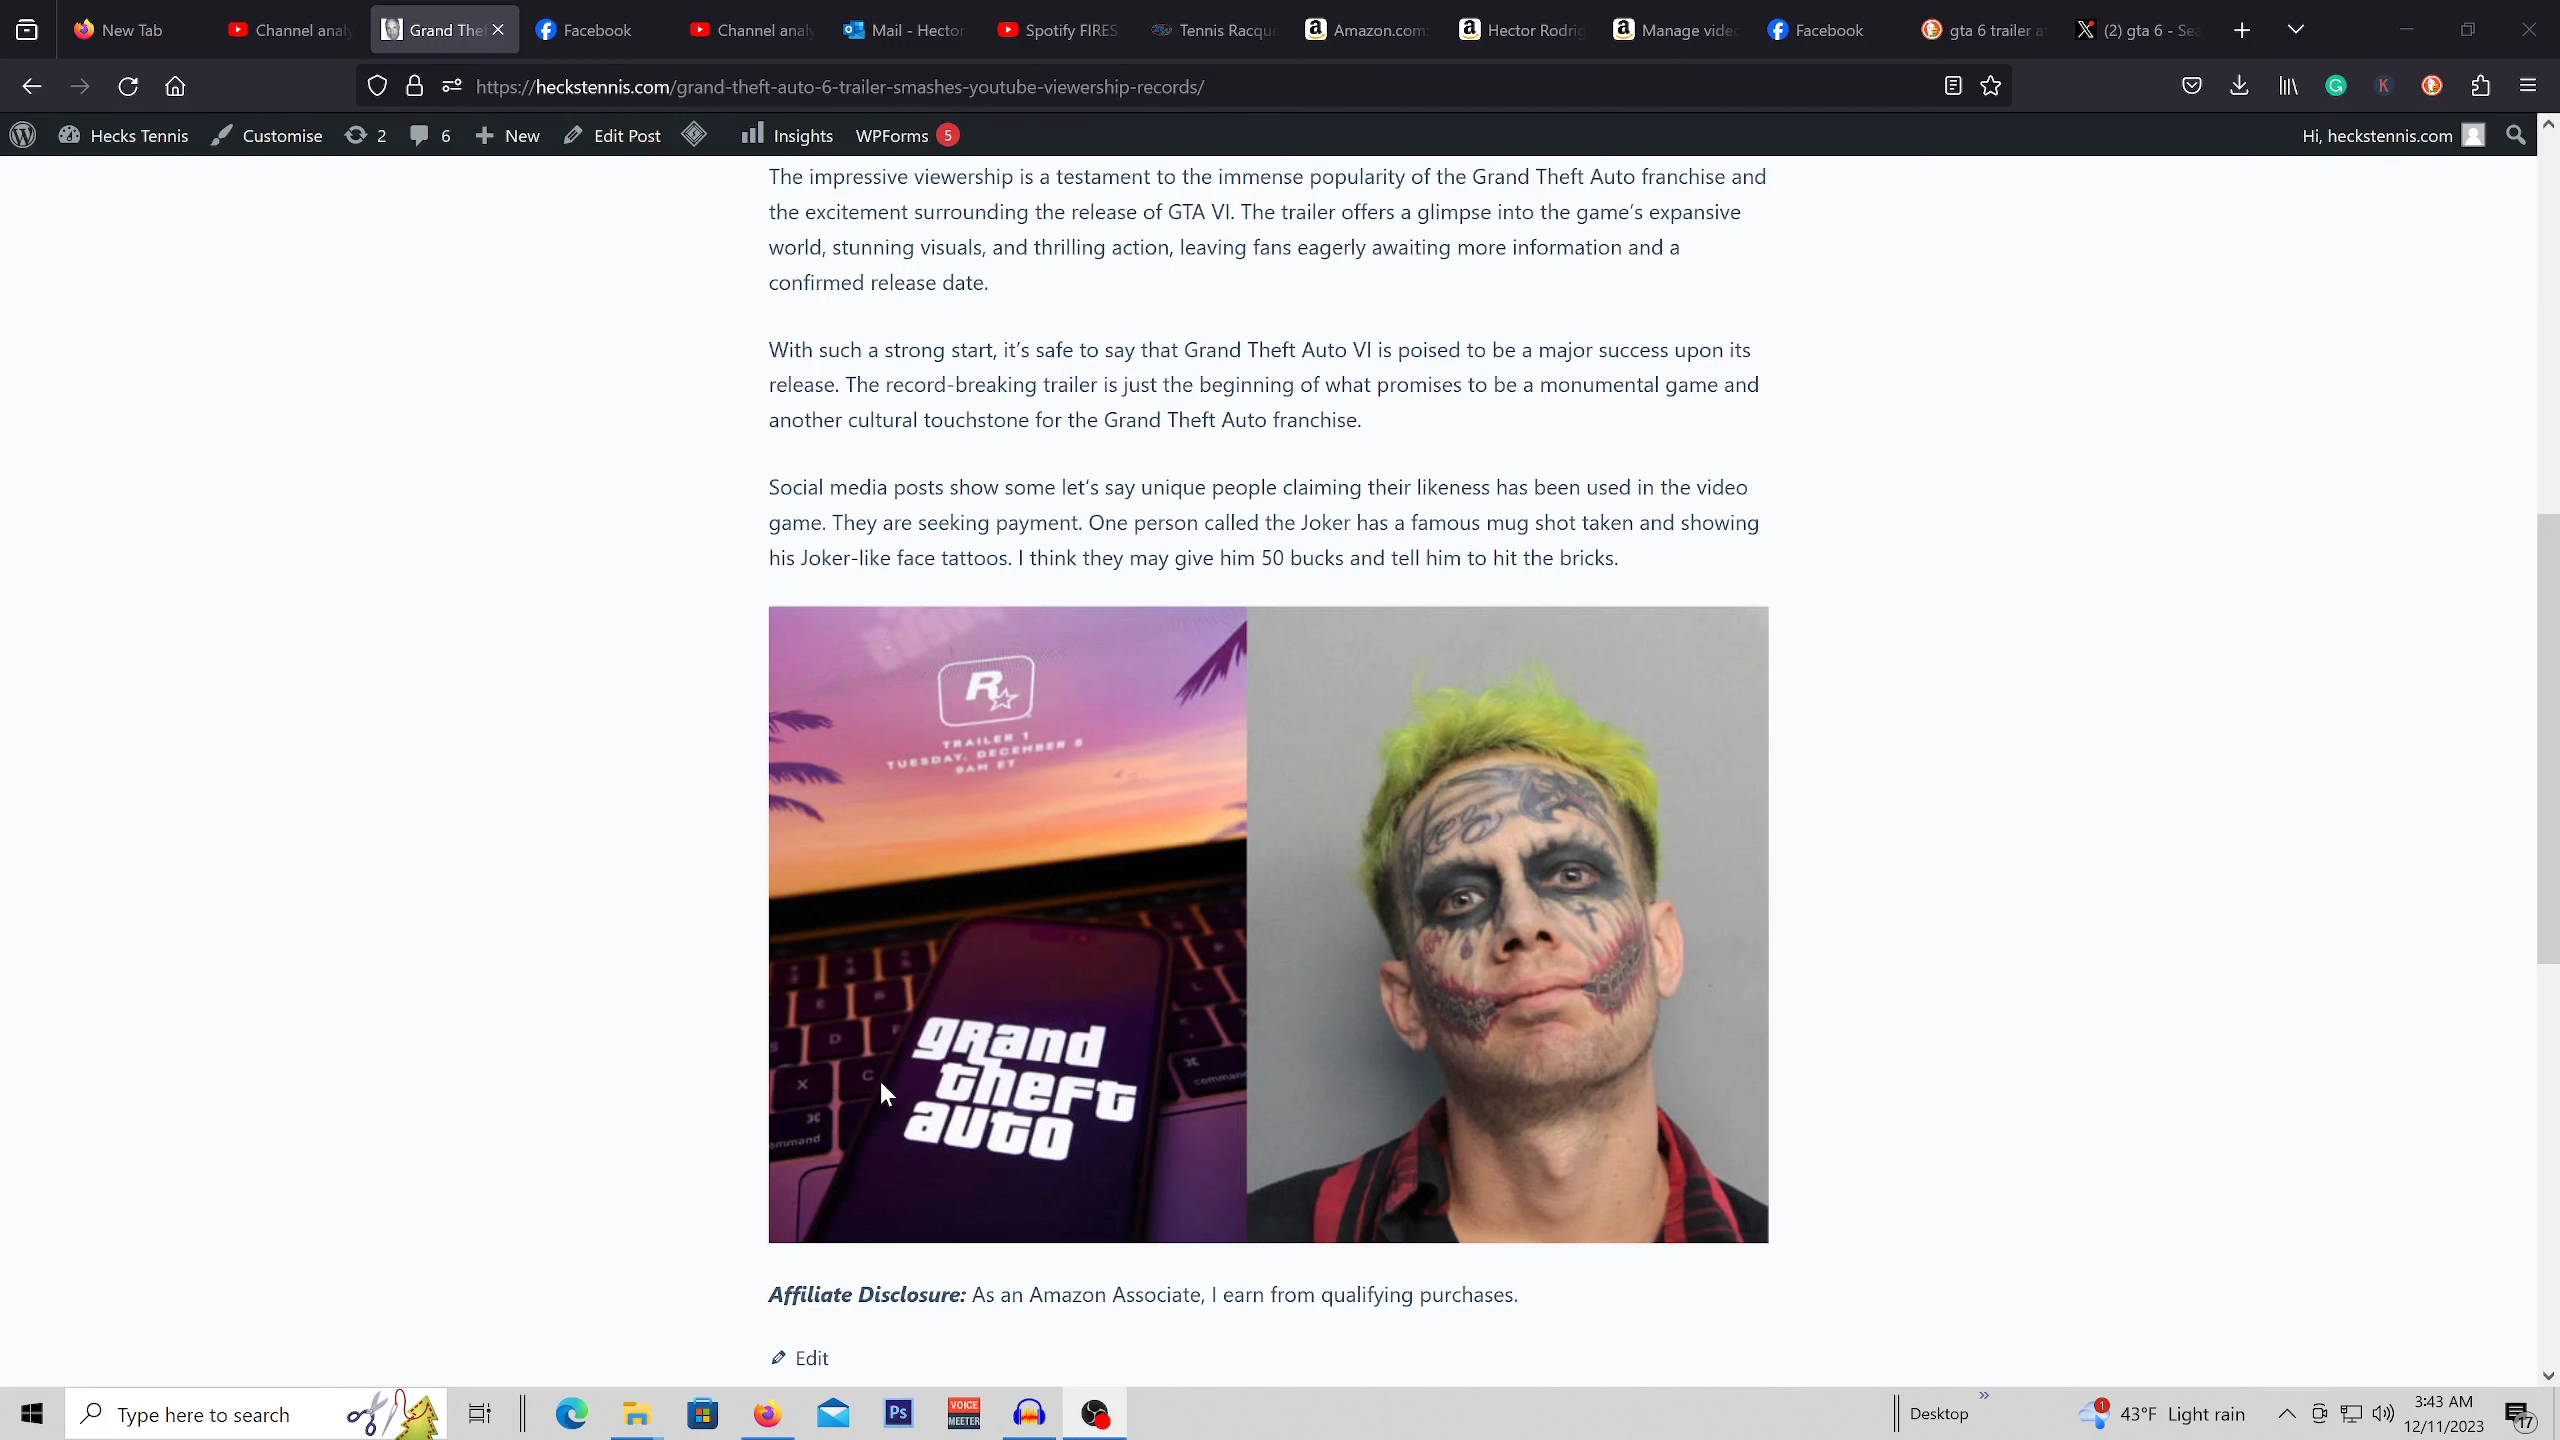 New Tab
Channel analy
Grand Thef
Facebook
Channel analy
Mail - Hector
Spotify FIRES
Tennis Racque
Amazon.com
Hector Rodrig
Manage vide
Facebook
gta 6 trailer a
(2) gta 6 - Sea
https://heckstennis.com/grand-theft-auto-6-trailer-smashes-youtube-viewership-records/
Hecks Tennis
Customise
2
6
New
Edit Post
Insights
WPForms 5
Hi, heckstennis.com
The impressive viewership is a testament to the immense popularity of the Grand Theft Auto franchise and
the excitement surrounding the release of GTA VI. The trailer offers a glimpse into the game’s expansive
world, stunning visuals, and thrilling action, leaving fans eagerly awaiting more information and a
confirmed release date.
With such a strong start, it’s safe to say that Grand Theft Auto VI is poised to be a major success upon its
release. The record-breaking trailer is just the beginning of what promises to be a monumental game and
another cultural touchstone for the Grand Theft Auto franchise.
Social media posts show some let’s say unique people claiming their likeness has been used in the video
game. They are seeking payment. One person called the Joker has a famous mug shot taken and showing
his Joker-like face tattoos. I think they may give him 50 bucks and tell him to hit the bricks.
R
TRAILER 1
TUESDAY, DECEMBER 5
9AM ET
X
C
command
command
grand
theft
auto
Affiliate Disclosure: As an Amazon Associate, I earn from qualifying purchases.
Edit
Type here to search
Ps
VOICE
MEETER
Desktop
1
43°F Light rain
3:43 AM
12/11/2023
17